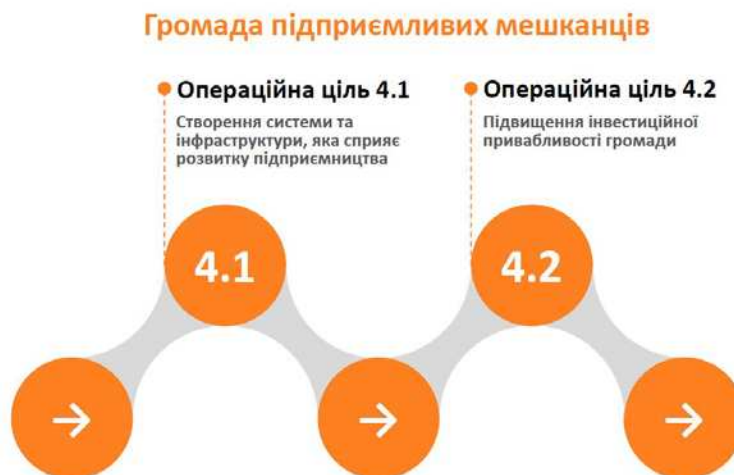 Громада підприємливих мешканців
Операційна ціль 4.1
Створення системи та
інфраструктури, яка сприяє
розвитку підприємництва
Операційна ціль 4.2
Підвищення інвестиційної
привабливості громади
4.1
4.2